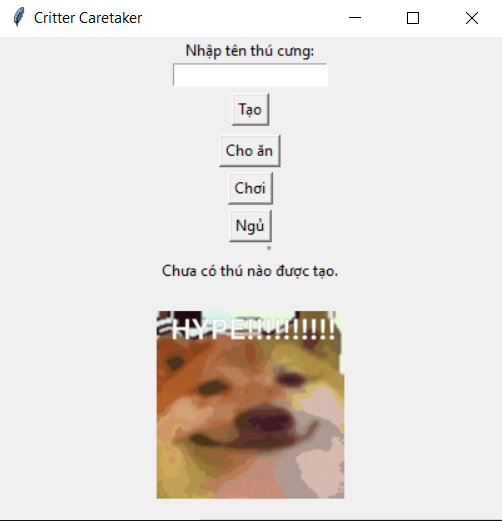 Critter Caretaker
Nhập tên thú cưng:
Tạo
Cho ăn
Chơi
Ngủ
Chưa có thú nào được tạo.
HYPE!!!!!!!!!!